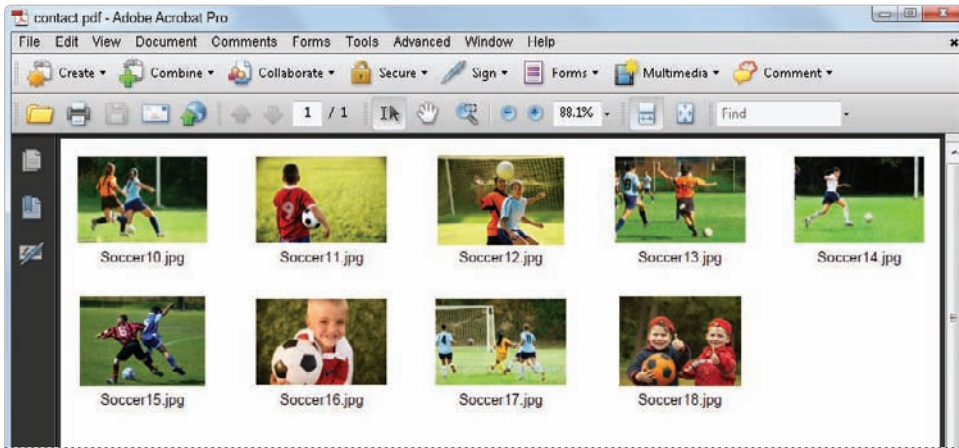 contact.pdf - Adobe Acrobat Pro
File Edit View Document Comments Forms Tools Advanced Window Help
Create Combine Collaborate Secure Sign Forms Multimedia Comment
1 / 1 88.1% Find
Soccer10.jpg Soccer11.jpg Soccer12.jpg Soccer13.jpg Soccer14.jpg
Soccer15.jpg Soccer16.jpg Soccer17.jpg Soccer18.jpg